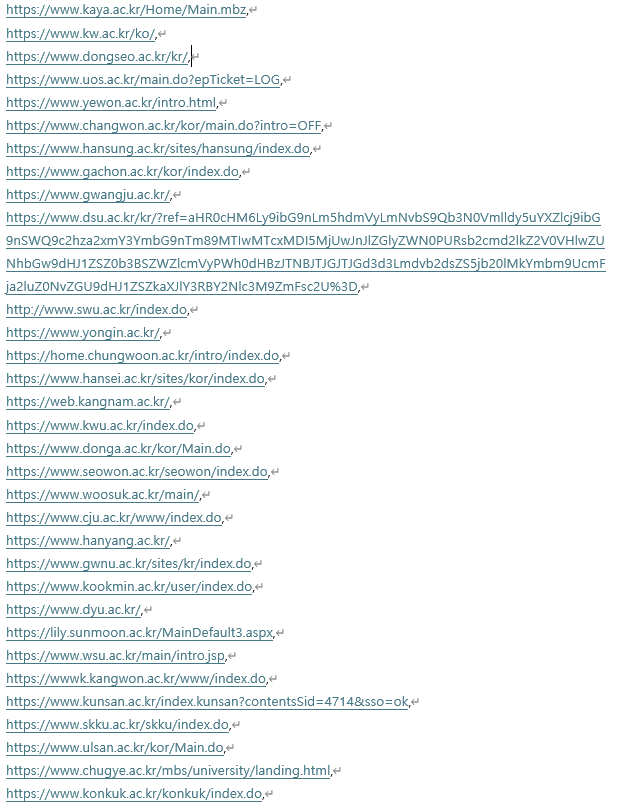 https://www.kaya.ac.kr/Home/Main.mbz,
https://www.kw.ac.kr/ko/,
https://www.dongseo.ac.kr/kr/,
https://www.uos.ac.kr/main.do?epTicket=LOG,
https://www.yewon.ac.kr/intro.html,
https://www.changwon.ac.kr/kor/main.do?intro=OFF,
https://www.hansung.ac.kr/sites/hansung/index.do,
https://www.gachon.ac.kr/kor/index.do,
https://www.gwangju.ac.kr/,
https://www.dsu.ac.kr/kr/?ref=aHR0cHM6Ly9ibG9nLm5hdmVyLmNvbS9Qb3N0Vmlldy5uYXZlcj9ibG
9nSWQ9c2hza2xmY3YmbG9nTm89MTIwMTcxMDI5MjUwJnJlZGlyZWN0PURsb2cmd2lkZ2V0VHlwZU
NhbGw9dHJ1ZSZ0b3BSZWZlcmVyPWh0dHBzJTNBJTJGJTJGd3d3Lmdvb2dsZS5jb20lMkYmbm9UcmF
ja2luZ0NvZGU9dHJ1ZSZkaXJlY3RBY2Nlc3M9ZmFsc2U%3D,
http://www.swu.ac.kr/index.do,
https://www.yongin.ac.kr/,
https://home.chungwoon.ac.kr/intro/index.do,
https://www.hansei.ac.kr/sites/kor/index.do,
https://web.kangnam.ac.kr/,
https://www.kwu.ac.kr/index.do,
https://www.donga.ac.kr/kor/Main.do,
https://www.seowon.ac.kr/seowon/index.do,
https://www.woosuk.ac.kr/main/,
https://www.cju.ac.kr/www/index.do,
https://www.hanyang.ac.kr/,
https://www.gwnu.ac.kr/sites/kr/index.do,
https://www.kookmin.ac.kr/user/index.do,
https://www.dyu.ac.kr/,
https://lily.sunmoon.ac.kr/MainDefault3.aspx,
https://www.wsu.ac.kr/main/intro.jsp,
https://wwwk.kangwon.ac.kr/www/index.do,
https://www.kunsan.ac.kr/index.kunsan?contentsSid=4714&sso=ok,
https://www.skku.ac.kr/skku/index.do,
https://www.ulsan.ac.kr/kor/Main.do,
https://www.chugye.ac.kr/mbs/university/landing.html,
https://www.konkuk.ac.kr/konkuk/index.do,